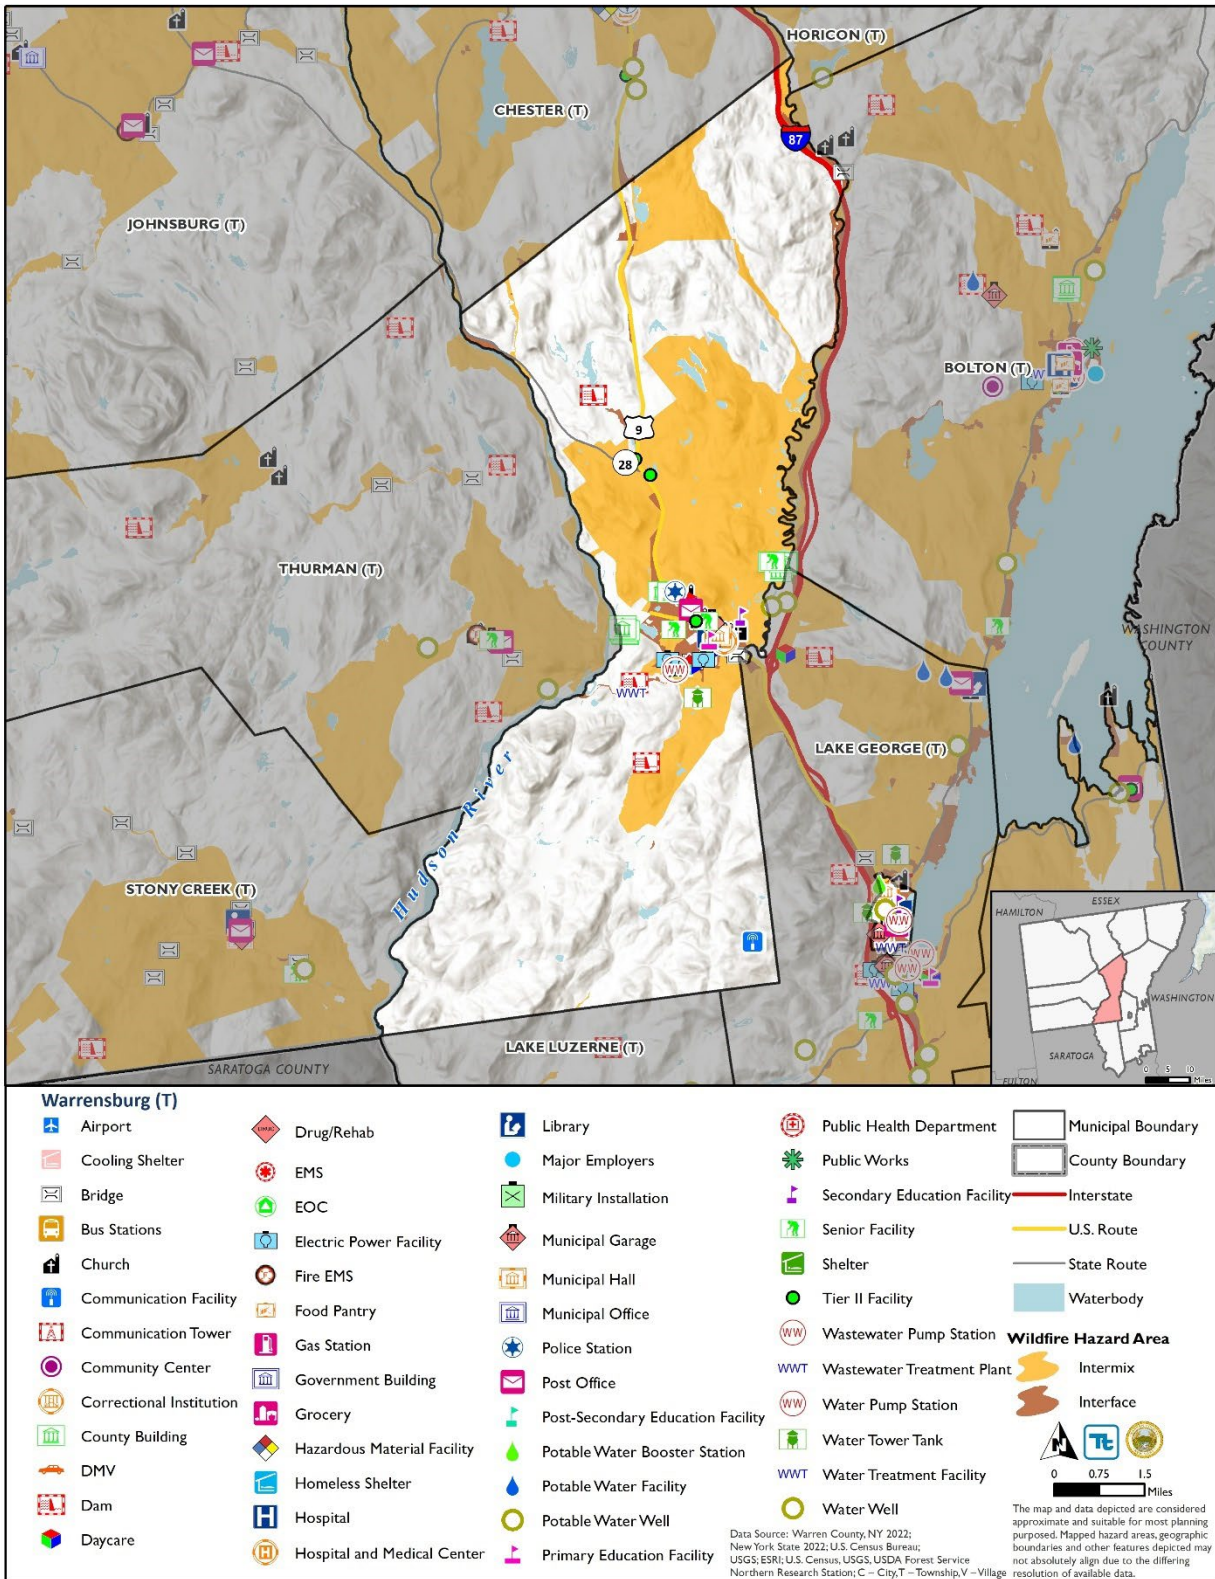 HORICON (T)
CHESTER (T)
87
JOHNSBURG (T)
BOLTON (T)
9
28
THURMAN (T)
WASHINGTON
COUNTY
WWT
LAKE GEORGE (T)
Hudson River
STONY CREEK (T)
WWT
LAKE LUZERNE (T)
SARATOGA COUNTY
HAMILTON
ESSEX
WASHINGTON
SARATOGA
FULTON
0 5 10
Miles
Warrensburg (T)
Airport
Cooling Shelter
Bridge
Bus Stations
Church
Communication Facility
Communication Tower
Community Center
Correctional Institution
County Building
DMV
Dam
Daycare
Drug/Rehab
EMS
EOC
Electric Power Facility
Fire EMS
Food Pantry
Gas Station
Government Building
Grocery
Hazardous Material Facility
Homeless Shelter
Hospital
Hospital and Medical Center
Library
Major Employers
Military Installation
Municipal Garage
Municipal Hall
Municipal Office
Police Station
Post Office
Post-Secondary Education Facility
Potable Water Booster Station
Potable Water Facility
Potable Water Well
Primary Education Facility
Public Health Department
Public Works
Secondary Education Facility
Senior Facility
Shelter
Tier II Facility
WW Wastewater Pump Station
WWT Wastewater Treatment Plant
WW Water Pump Station
Water Tower Tank
WWT Water Treatment Facility
Water Well
Municipal Boundary
County Boundary
Interstate
U.S. Route
State Route
Waterbody
Wildfire Hazard Area
Intermix
Interface
N
Tt
0 0.75 1.5
Miles
Data Source: Warren County, NY 2022;
New York State 2022; U.S. Census Bureau;
USGS; ESRI; U.S. Census, USGS, USDA Forest Service
Northern Research Station; C – City, T – Township, V – Village
The map and data depicted are considered
approximate and suitable for most planning
purposed. Mapped hazard areas, geographic
boundaries and other features depicted may
not absolutely align due to the differing
resolution of available data.